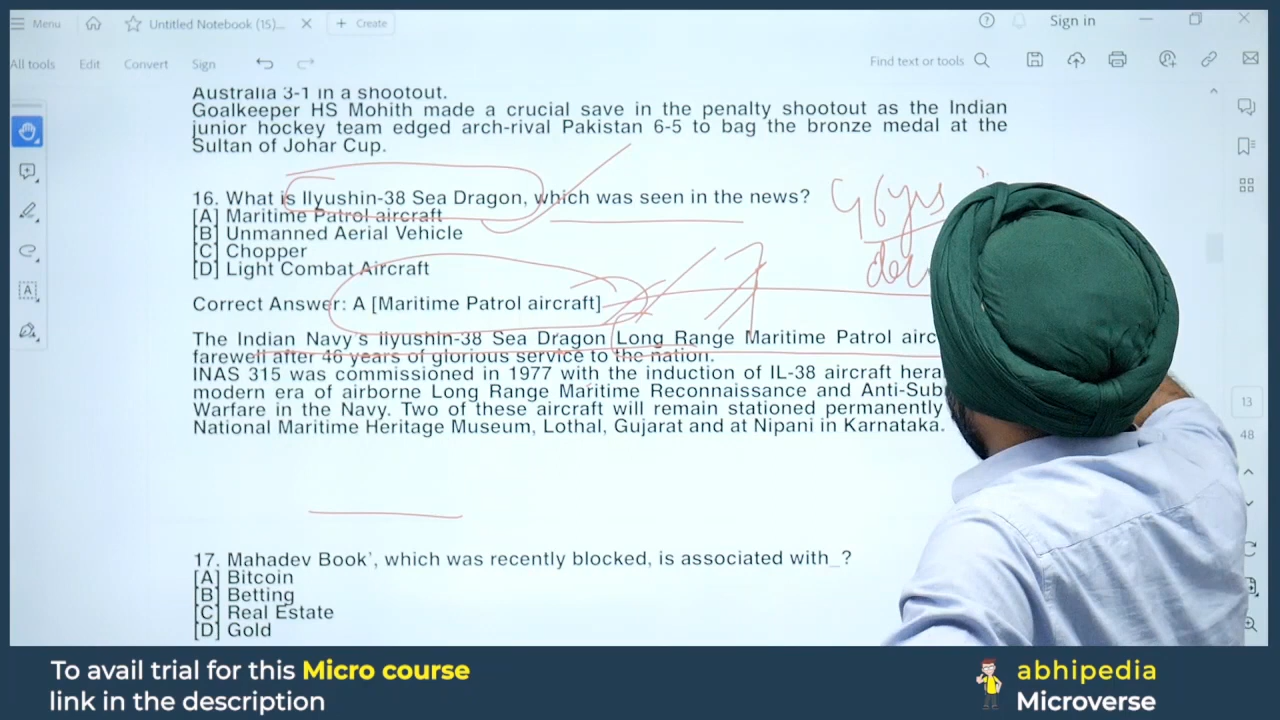 Menu
Untitled Notebook (15)...
Create
Sign in
All tools
Edit
Convert
Sign
Find text or tools
Australia 3-1 in a shootout.
Goalkeeper HS Mohith made a crucial save in the penalty shootout as the Indian
junior hockey team edged arch-rival Pakistan 6-5 to bag the bronze medal at the
Sultan of Johar Cup.
16. What is Ilyushin-38 Sea Dragon, which was seen in the news?
[A] Maritime Patrol aircraft
[B] Unmanned Aerial Vehicle
[C] Chopper
[D] Light Combat Aircraft
46 yrs
Correct Answer: A [Maritime Patrol aircraft]
The Indian Navy's Ilyushin-38 Sea Dragon Long Range Maritime Patrol airc
farewell after 46 years of glorious service to the nation.
INAS 315 was commissioned in 1977 with the induction of IL-38 aircraft hera
modern era of airborne Long Range Maritime Reconnaissance and Anti-Sub
Warfare in the Navy. Two of these aircraft will remain stationed permanently
National Maritime Heritage Museum, Lothal, Gujarat and at Nipani in Karnataka.
13
48
17. Mahadev Book', which was recently blocked, is associated with_?
[A] Bitcoin
[B] Betting
[C] Real Estate
[D] Gold
To avail trial for this Micro course
link in the description
abhipedia
Microverse